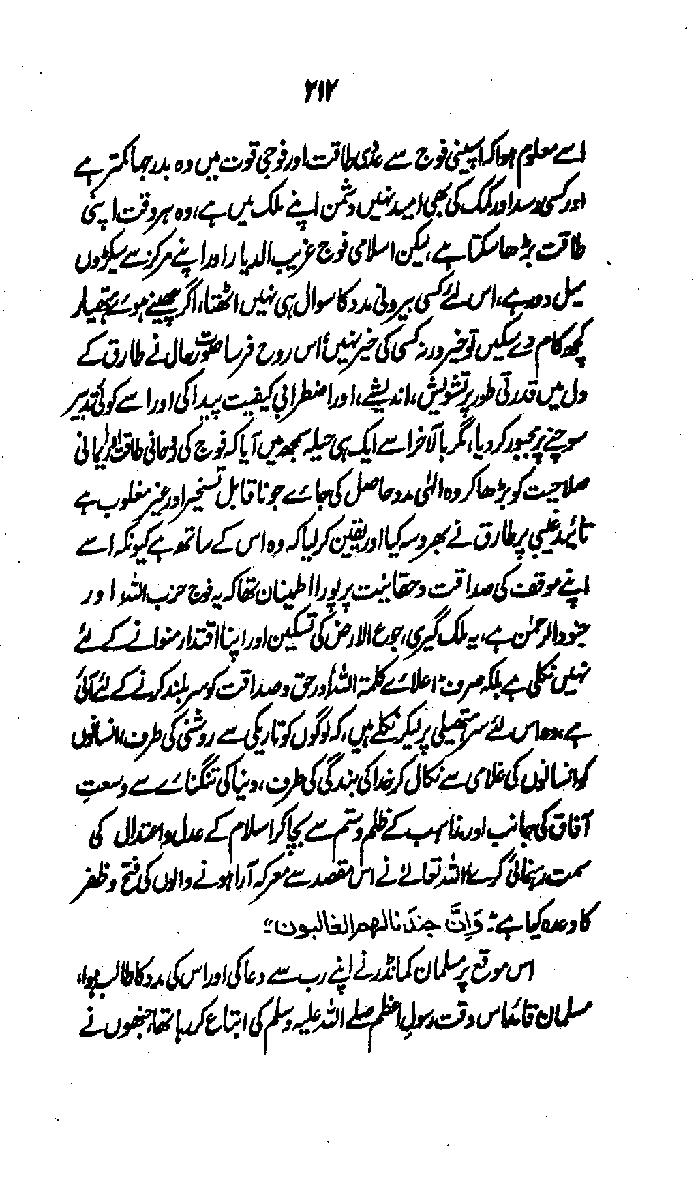 ۲۱۲
اسے معلوم ہوا کہ اسپینی فوج سے عددی طاقت اور فوجی قوت میں وہ بدرجہا کمتر ہے
اور کسی رسد اور کمک کی بھی امید نہیں دشمن اپنے ملک میں ہے، وہ ہر وقت اپنی
طاقت بڑھا سکتا ہے، لیکن اسلامی فوج غریب الدیار اور اپنے مرکز سے سیکڑوں
میل دور ہے، اس لئے کسی بیرونی مدد کا سوال ہی نہیں اٹھتا، اگر چھینے ہوئے ہتھیار
کچھ کام دے سکیں تو خیر ورنہ کسی کی خیر نہیں! اس روح فرسا صورت حال نے طارق کے
دل میں قدرتی طور پر تشویش، اندیشے، اور اضطرابی کیفیت پیدا کی اور اسے کوئی تدبیر
سوچنے پر مجبور کر دیا، مگر بالآخر اسے ایک ہی حیلہ سمجھ میں آیا کہ فوج کی روحانی طاقت اور ایمانی
صلاحیت کو بڑھا کر وہ الٰہی مدد حاصل کی جائے جو ناقابل تسخیر اور غیر مغلوب ہے
تائید غیبی پر طارق نے بھروسہ کیا اور یقین کر لیا کہ وہ اس کے ساتھ ہے کیونکہ اسے
اپنے موقف کی صداقت و حقانیت پر پورا اطمینان تھا کہ یہ فوج حزب اللہ اور
جنود الرحمٰن ہے، یہ ملک گیری، جوع الارض کی تسکین اور اپنا اقتدار منوانے کے لئے
نہیں نکلی ہے بلکہ صرف اعلائے کلمۃ اللہ اور حق و صداقت کو سربلند کرنے کے لئے آئی
ہے، وہ اس لئے سر ہتھیلی پر لیکر نکلے ہیں، کہ لوگوں کو تاریکی سے روشنی کی طرف، انسانوں
کو انسانوں کی غلامی سے نکال کر خدا کی بندگی کی طرف، دنیا کی تنگنائے سے وسعتِ
آفاق کی جانب اور مذاہب کے ظلم و ستم سے بچا کر اسلام کے عدل و اعتدال کی
سمت رہنمائی کرے، اللہ تعالےٰ نے اس مقصد سے معرکہ آرا ہونے والوں کی فتح و ظفر
کا وعدہ کیا ہے: وَاِنَّ جندنا لھم الغالبون"
اس موقع پر مسلمان کمانڈر نے اپنے رب سے دعا کی اور اس کی مدد کا طالب ہوا،
مسلمان قائد اس وقت رسولِ اعظم صلے اللہ علیہ وسلم کی اتباع کر رہا تھا، جنھوں نے